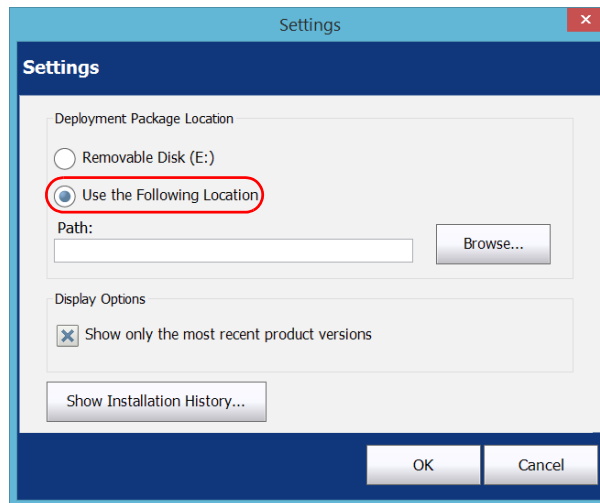 Settings
Settings
Deployment Package Location
Removable Disk (E:)
Use the Following Location
Path:
Browse...
Display Options
Show only the most recent product versions
Show Installation History...
OK
Cancel